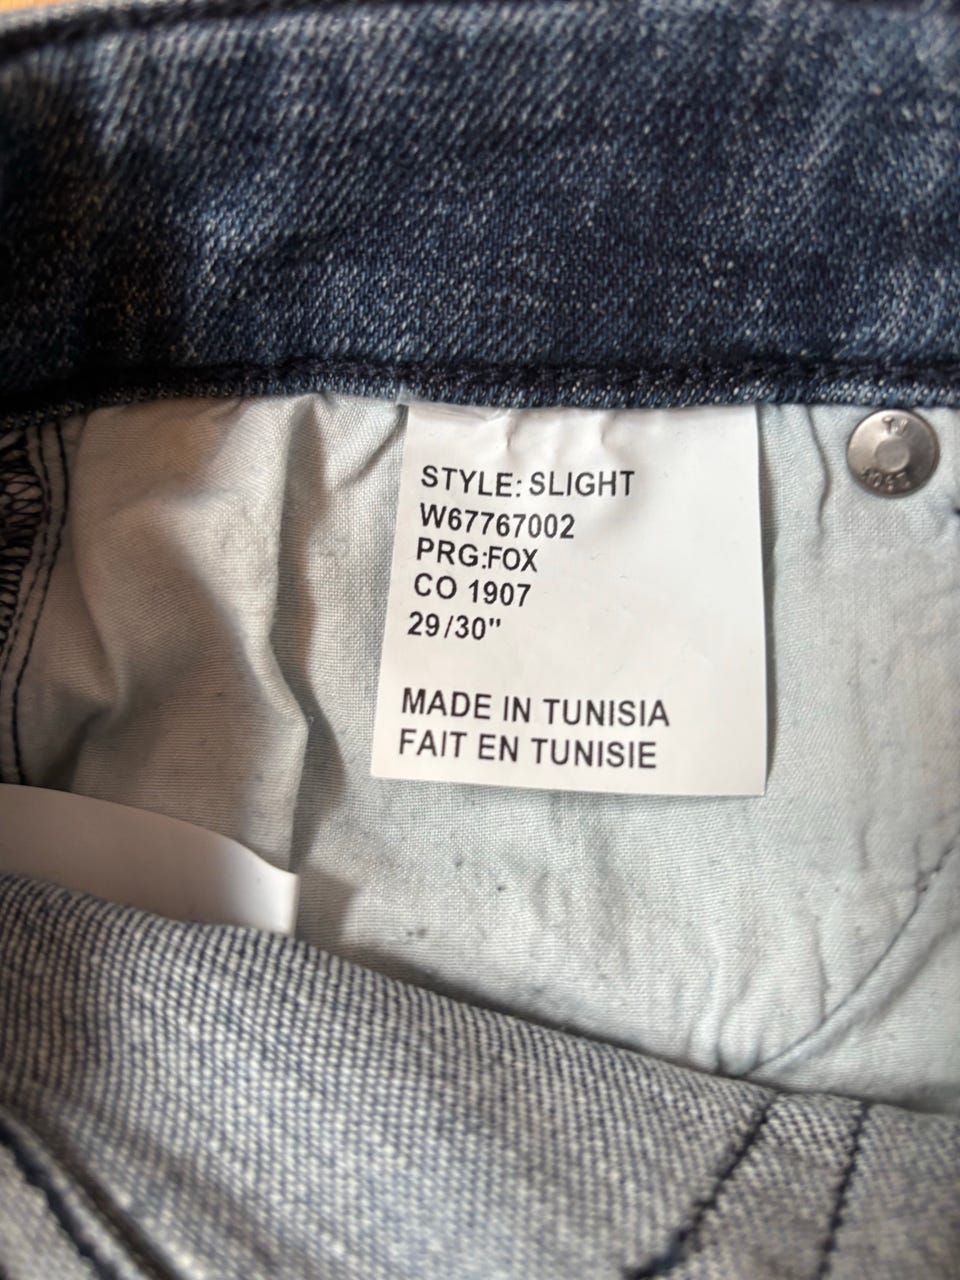 STYLE: SLIGHT
W67767002
PRG:FOX
CO 1907
29/30"
MADE IN TUNISIA
FAIT EN TUNISIE